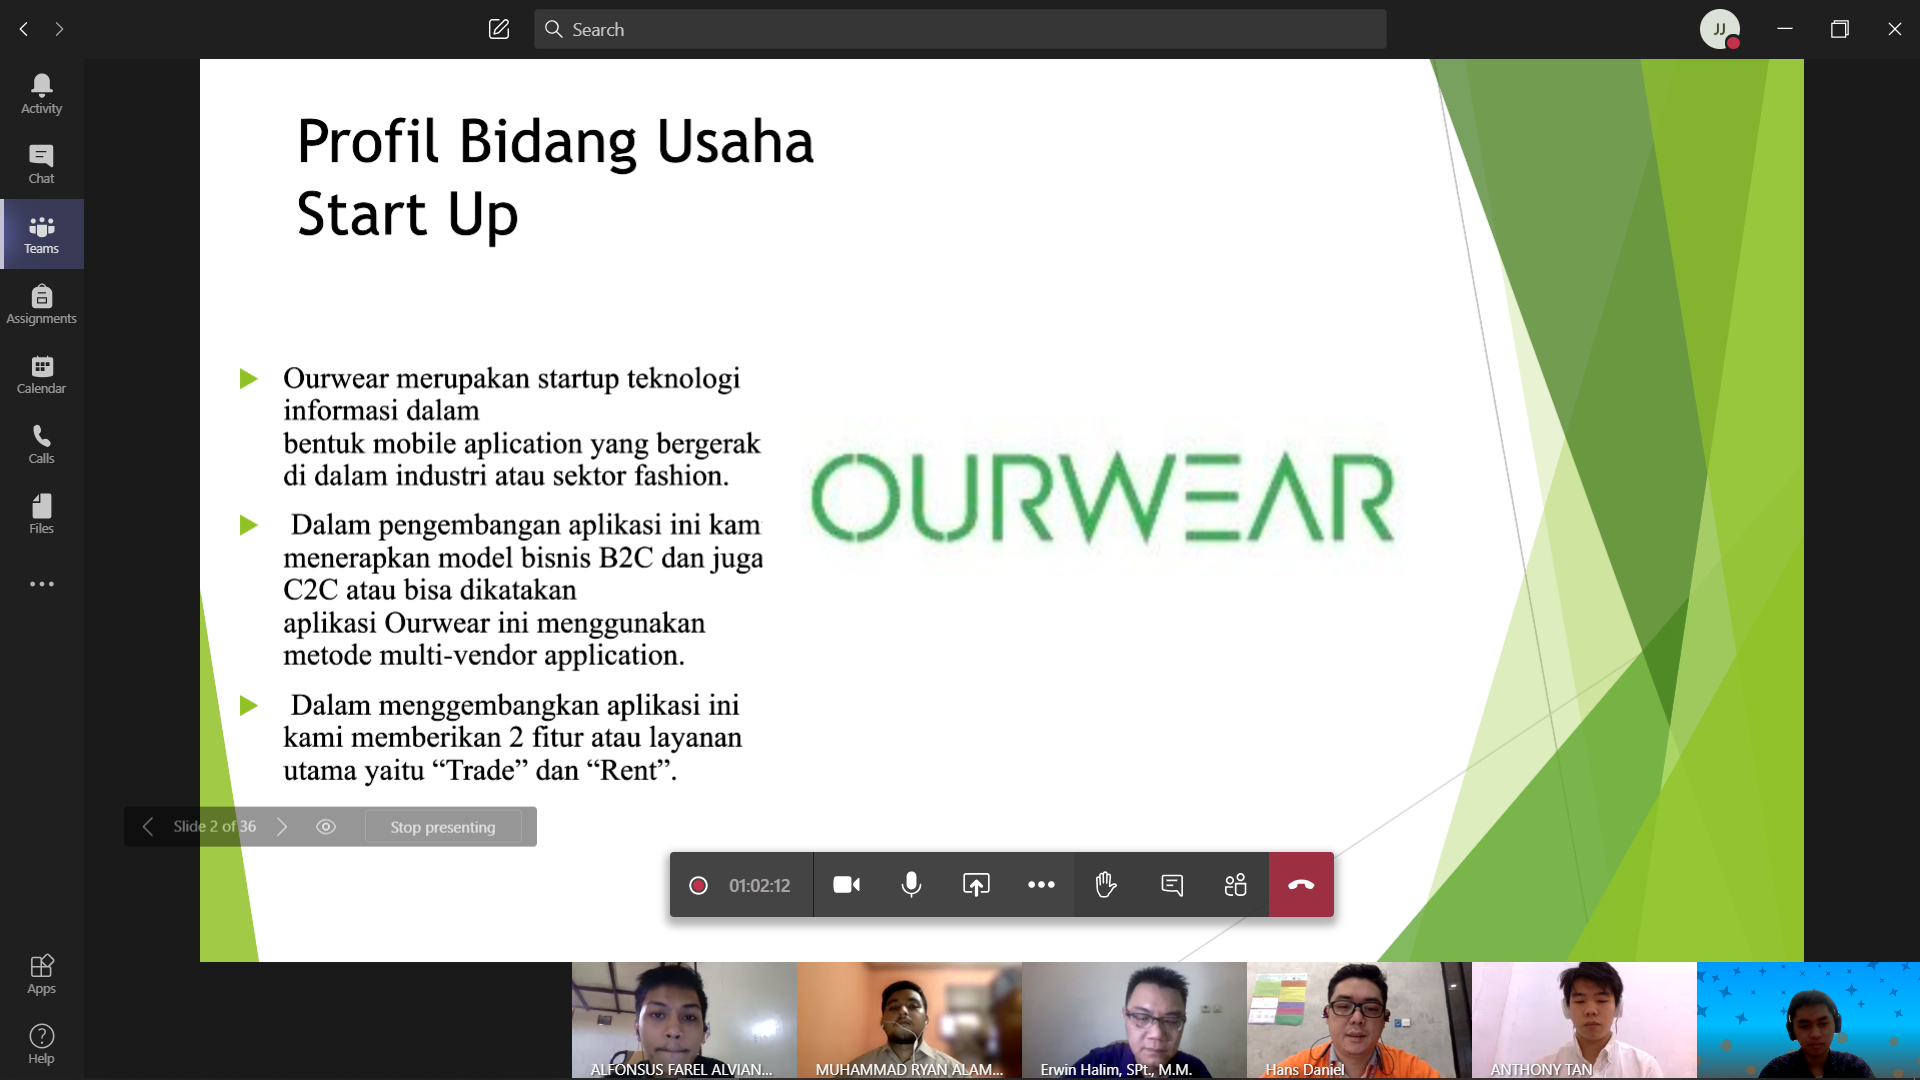 Search
JJ
Activity
Chat
Teams
Assignments
Calendar
Calls
Files
Apps
Help
Profil Bidang Usaha
Start Up
Ourwear merupakan startup teknologi
informasi dalam
bentuk mobile aplication yang bergerak
di dalam industri atau sektor fashion.
Dalam pengembangan aplikasi ini kam
menerapkan model bisnis B2C dan juga
C2C atau bisa dikatakan
aplikasi Ourwear ini menggunakan
metode multi-vendor application.
Dalam menggembangkan aplikasi ini
kami memberikan 2 fitur atau layanan
utama yaitu “Trade” dan “Rent”.
OURWEAR
Slide 2 of 36
Stop presenting
01:02:12
ALFONSUS FAREL ALVIAN...
MUHAMMAD RYAN ALAM...
Erwin Halim, SPt., M.M.
Hans Daniel
ANTHONY TAN